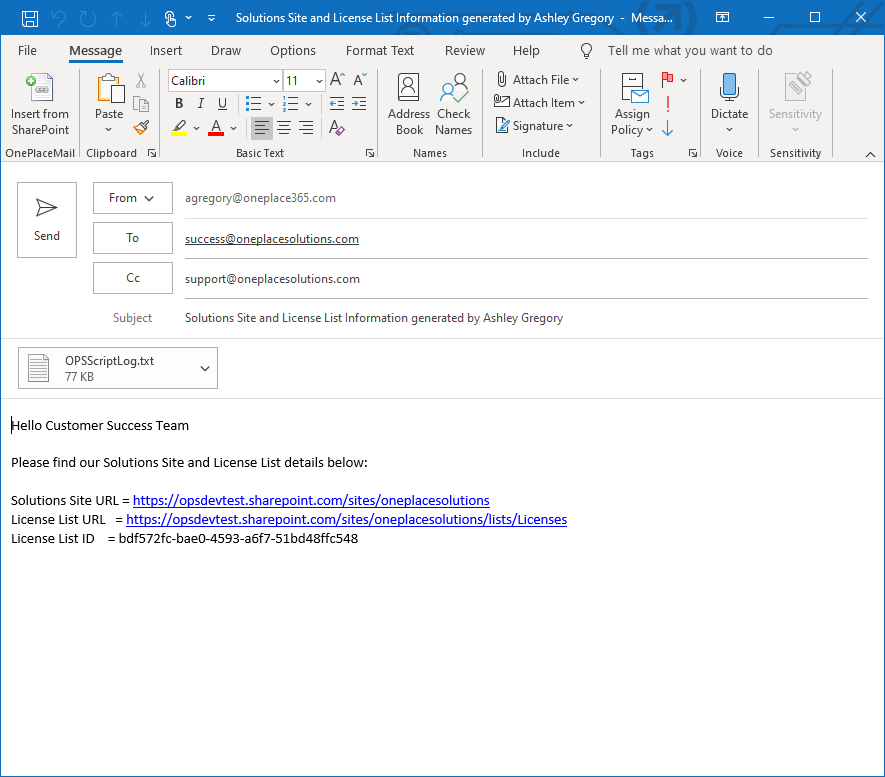 Solutions Site and License List Information generated by Ashley Gregory - Messa...
File Message Insert Draw Options Format Text Review Help Tell me what you want to do
Insert from SharePoint
Paste
Calibri 11
B I U
A A
Address Book
Check Names
Attach File
Attach Item
Signature
Assign Policy
Dictate
Sensitivity
OnePlaceMail Clipboard Basic Text Names Include Tags Voice Sensitivity
Send
From agregory@oneplace365.com
To success@oneplacesolutions.com
Cc support@oneplacesolutions.com
Subject Solutions Site and License List Information generated by Ashley Gregory
OPSScriptLog.txt
77 KB
Hello Customer Success Team
Please find our Solutions Site and License List details below:
Solutions Site URL = https://opsdevtest.sharepoint.com/sites/oneplacesolutions
License List URL = https://opsdevtest.sharepoint.com/sites/oneplacesolutions/lists/Licenses
License List ID = bdf572fc-bae0-4593-a6f7-51bd48ffc548